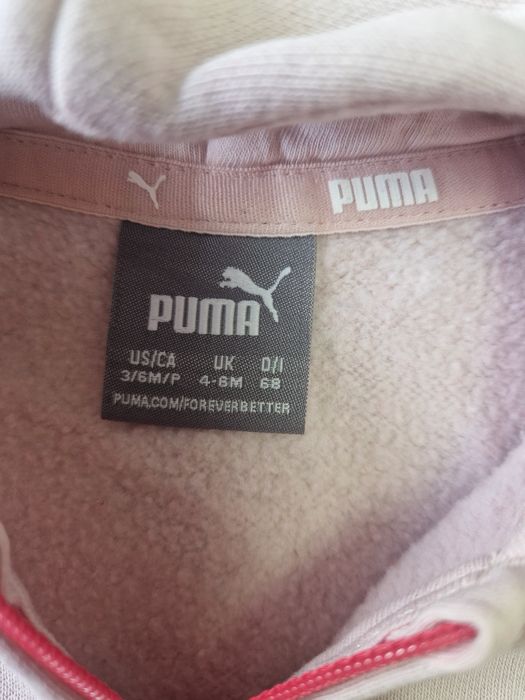 PUMA
PUMA
US/CA UK D/I
3/6M/P 4-6M 68
PUMA.COM/FOREVERBETTER